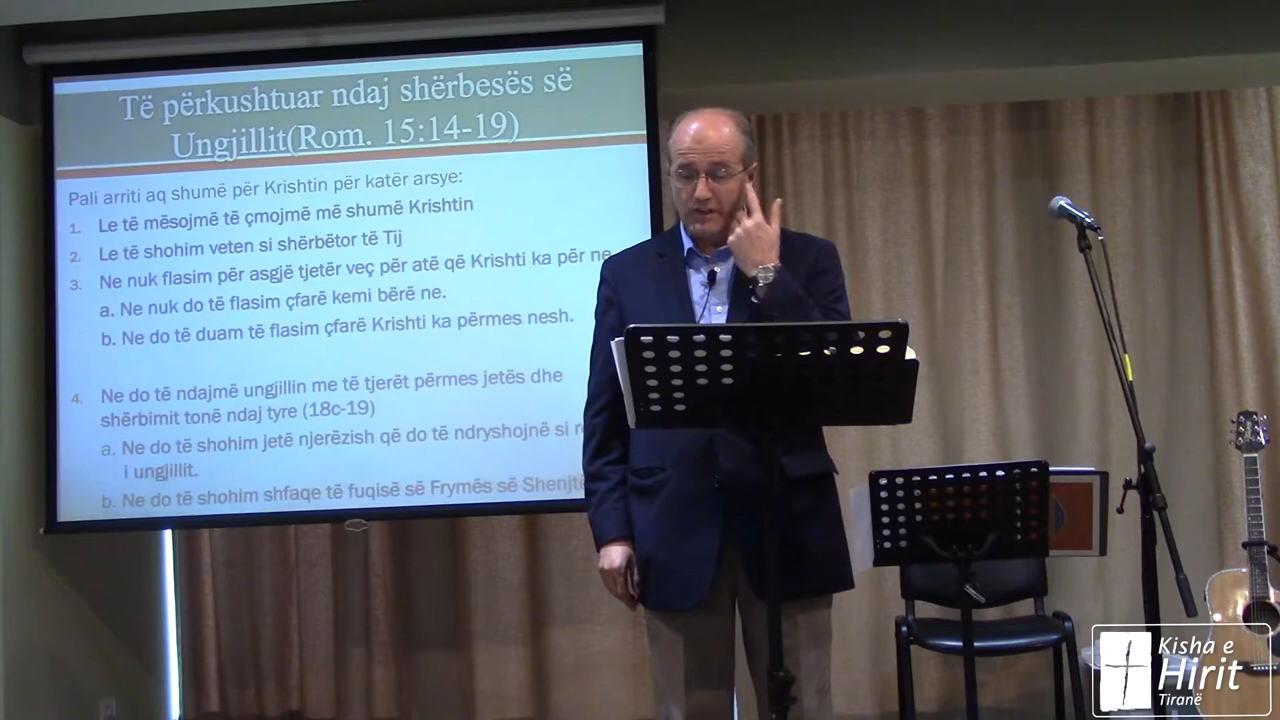 Të përkushtuar ndaj shërbesës së
Ungjillit(Rom. 15:14-19)
Pali arriti aq shumë për Krishtin për katër arsye:
1. Le të mësojmë të çmojmë më shumë Krishtin
2. Le të shohim veten si shërbëtor të Tij
3. Ne nuk flasim për asgjë tjetër veç për atë që Krishti ka për ne
a. Ne nuk do të flasim çfarë kemi bërë ne.
b. Ne do të duam të flasim çfarë Krishti ka përmes nesh.
4. Ne do të ndajmë ungjillin me të tjerët përmes jetës dhe
shërbimit tonë ndaj tyre (18c-19)
a. Ne do të shohim jetë njerëzish që do të ndryshojnë si
i ungjillit.
b. Ne do të shohim shfaqe të fuqisë së Frymës së
Kisha e
Hirit
Tiranë